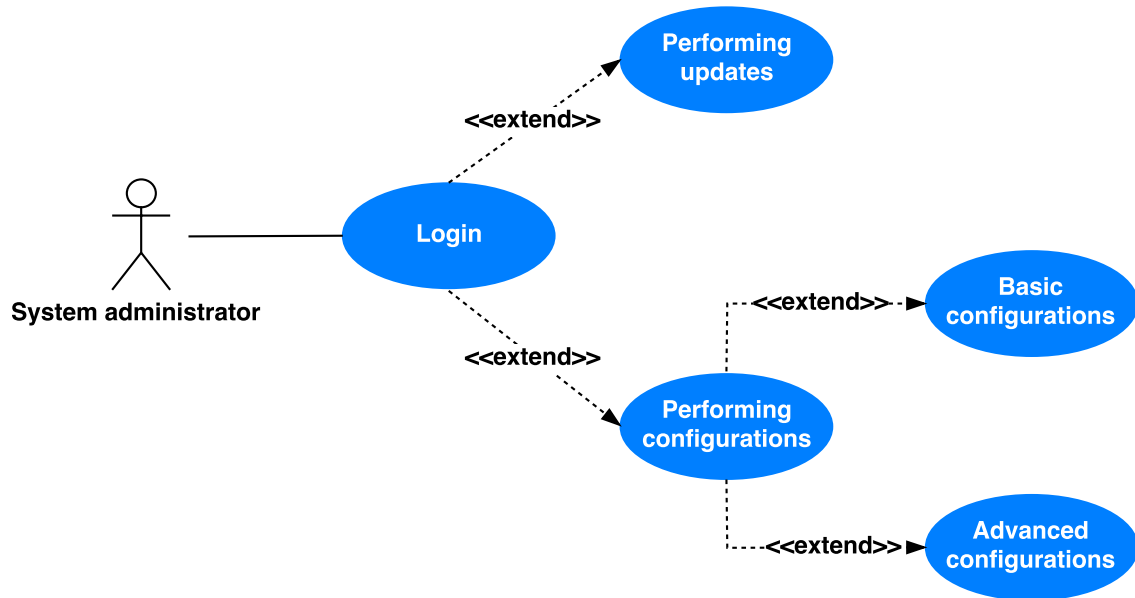 Performing
updates
<<extend>>
Login
System administrator
<<extend>>
Basic
configurations
<<extend>>
Performing
configurations
Advanced
configurations
<<extend>>